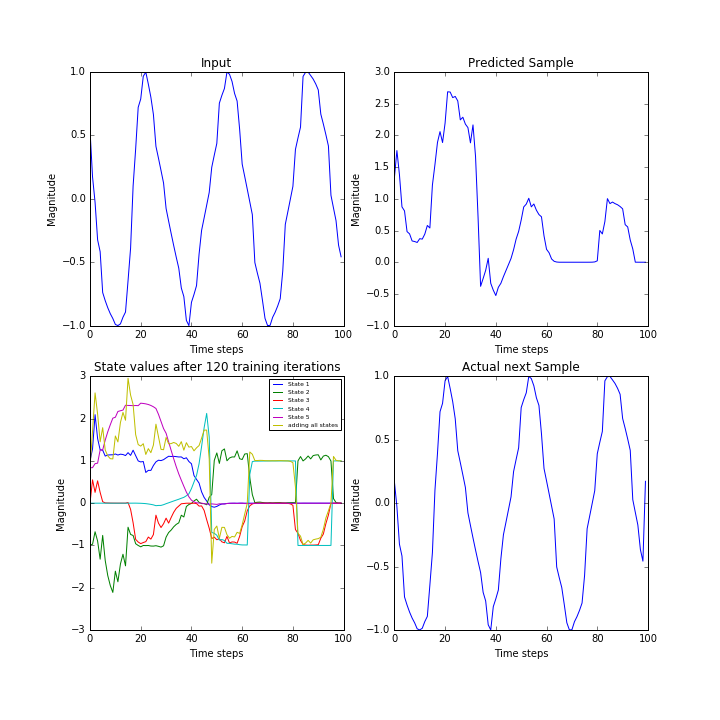 Input
Magnitude
1.0
0.5
0.0
−0.5
−1.0
0 20 40 60 80 100
Time steps
Predicted Sample
Magnitude
3.0
2.5
2.0
1.5
1.0
0.5
0.0
−0.5
−1.0
0 20 40 60 80 100
Time steps
State values after 120 training iterations
Magnitude
3
2
1
0
−1
−2
−3
State 1
State 2
State 3
State 4
State 5
adding all states
0 20 40 60 80 100
Time steps
Actual next Sample
Magnitude
1.0
0.5
0.0
−0.5
−1.0
0 20 40 60 80 100
Time steps